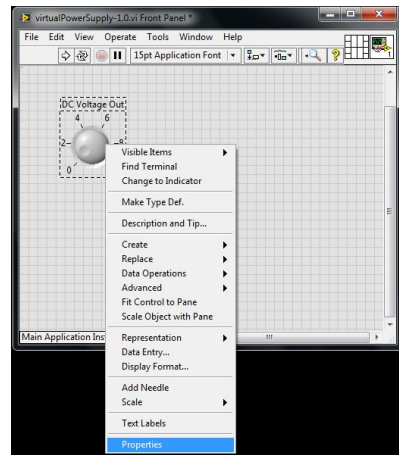 virtualPowerSupply-1.0.vi Front Panel *
File Edit View Operate Tools Window Help
15pt Application Font
1
DC Voltage Out
4 6
2 8
0
Visible Items
Find Terminal
Change to Indicator
Make Type Def.
Description and Tip...
Create
Replace
Data Operations
Advanced
Fit Control to Pane
Scale Object with Pane
Main Application Ins
Representation
Data Entry...
Display Format...
Add Needle
Scale
Text Labels
Properties